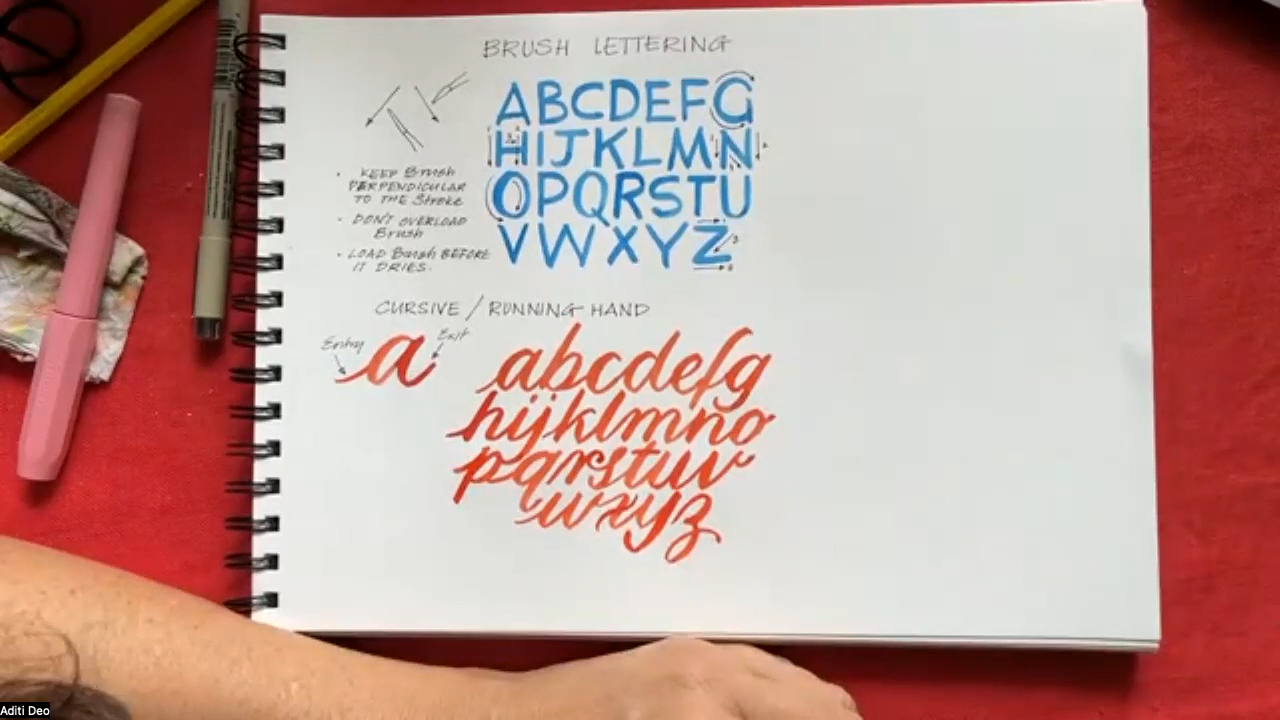 BRUSH LETTERING
ABCDEFG
HIJKLMN
OPQRSTU
VWXYZ
• KEEP Brush
PERPENDICULAR
TO THE STROKE
• DON'T OVERLOAD
Brush
• LOAD Brush BEFORE
IT DRIES.
CURSIVE / RUNNING HAND
Entry
a
Exit
abcdefg
hijklmno
pqrstuv
wxyz
Aditi Deo